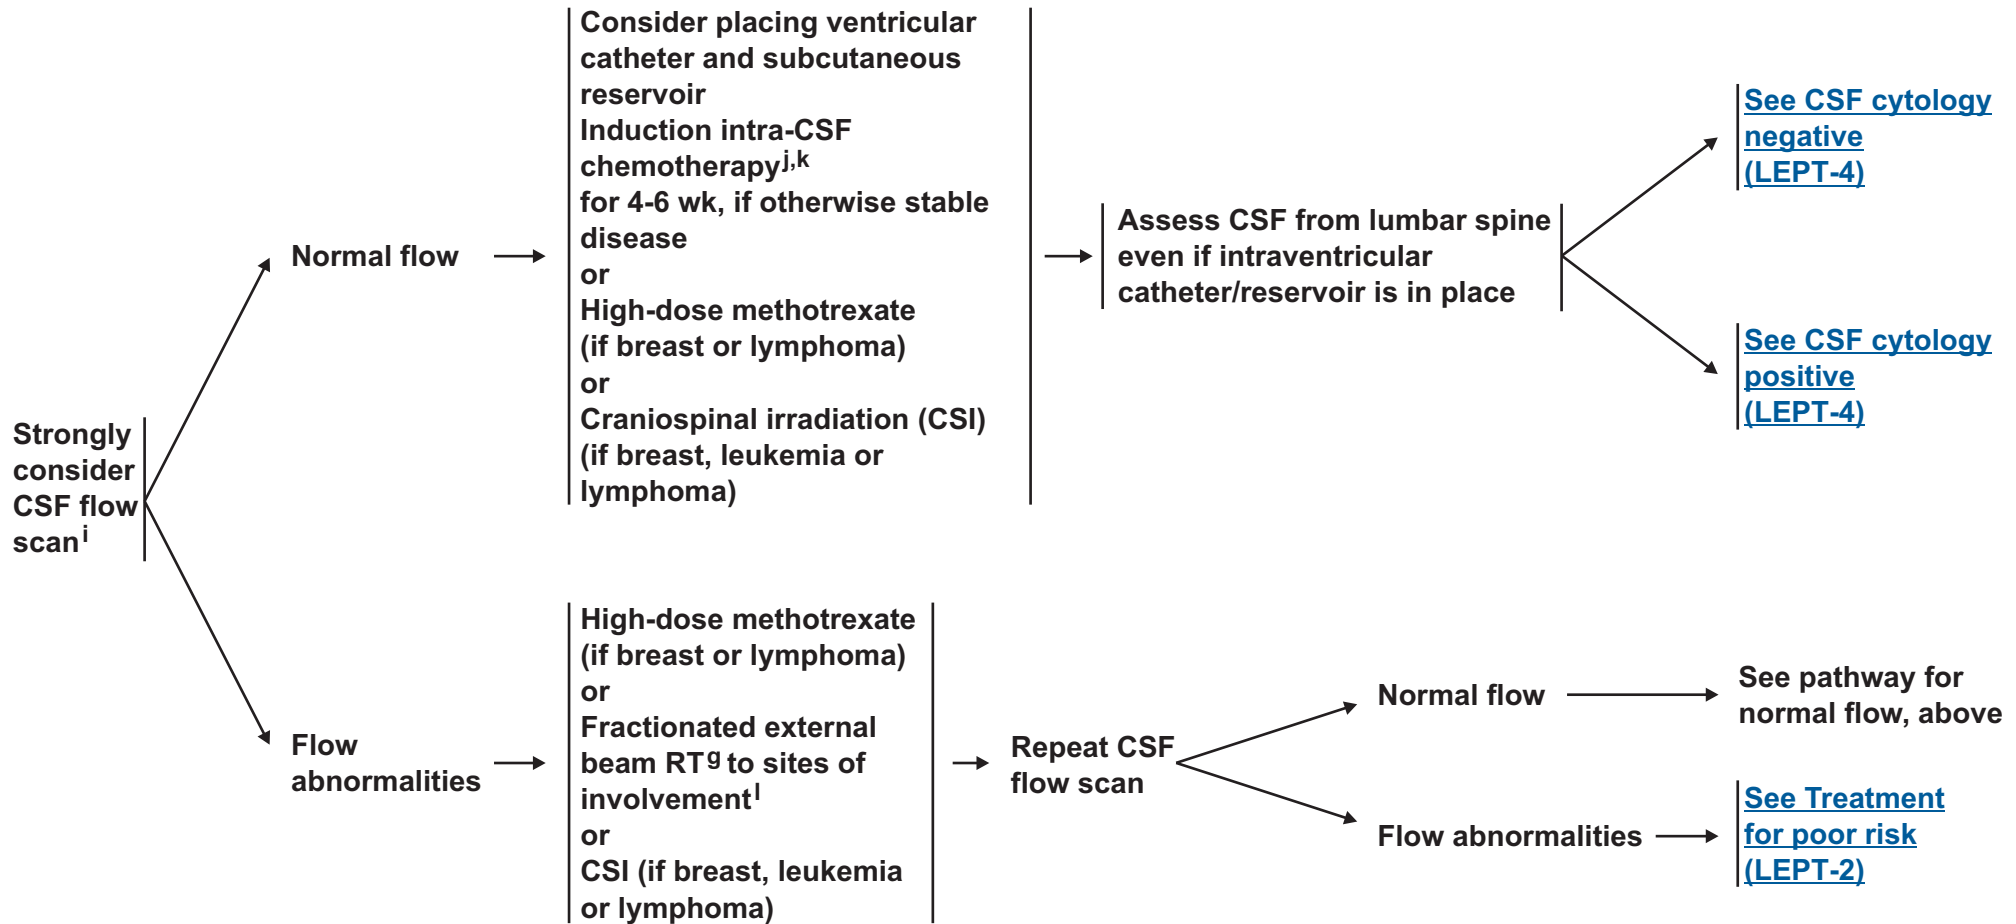 Strongly
consider
CSF flow
scan^i
Normal flow
Consider placing ventricular
catheter and subcutaneous
reservoir
Induction intra-CSF
chemotherapy^j,k
for 4-6 wk, if otherwise stable
disease
or
High-dose methotrexate
(if breast or lymphoma)
or
Craniospinal irradiation (CSI)
(if breast, leukemia or
lymphoma)
Assess CSF from lumbar spine
even if intraventricular
catheter/reservoir is in place
See CSF cytology
negative
(LEPT-4)
See CSF cytology
positive
(LEPT-4)
Flow
abnormalities
High-dose methotrexate
(if breast or lymphoma)
or
Fractionated external
beam RT^g to sites of
involvement^l
or
CSI (if breast, leukemia
or lymphoma)
Repeat CSF
flow scan
Normal flow
See pathway for
normal flow, above
Flow abnormalities
See Treatment
for poor risk
(LEPT-2)